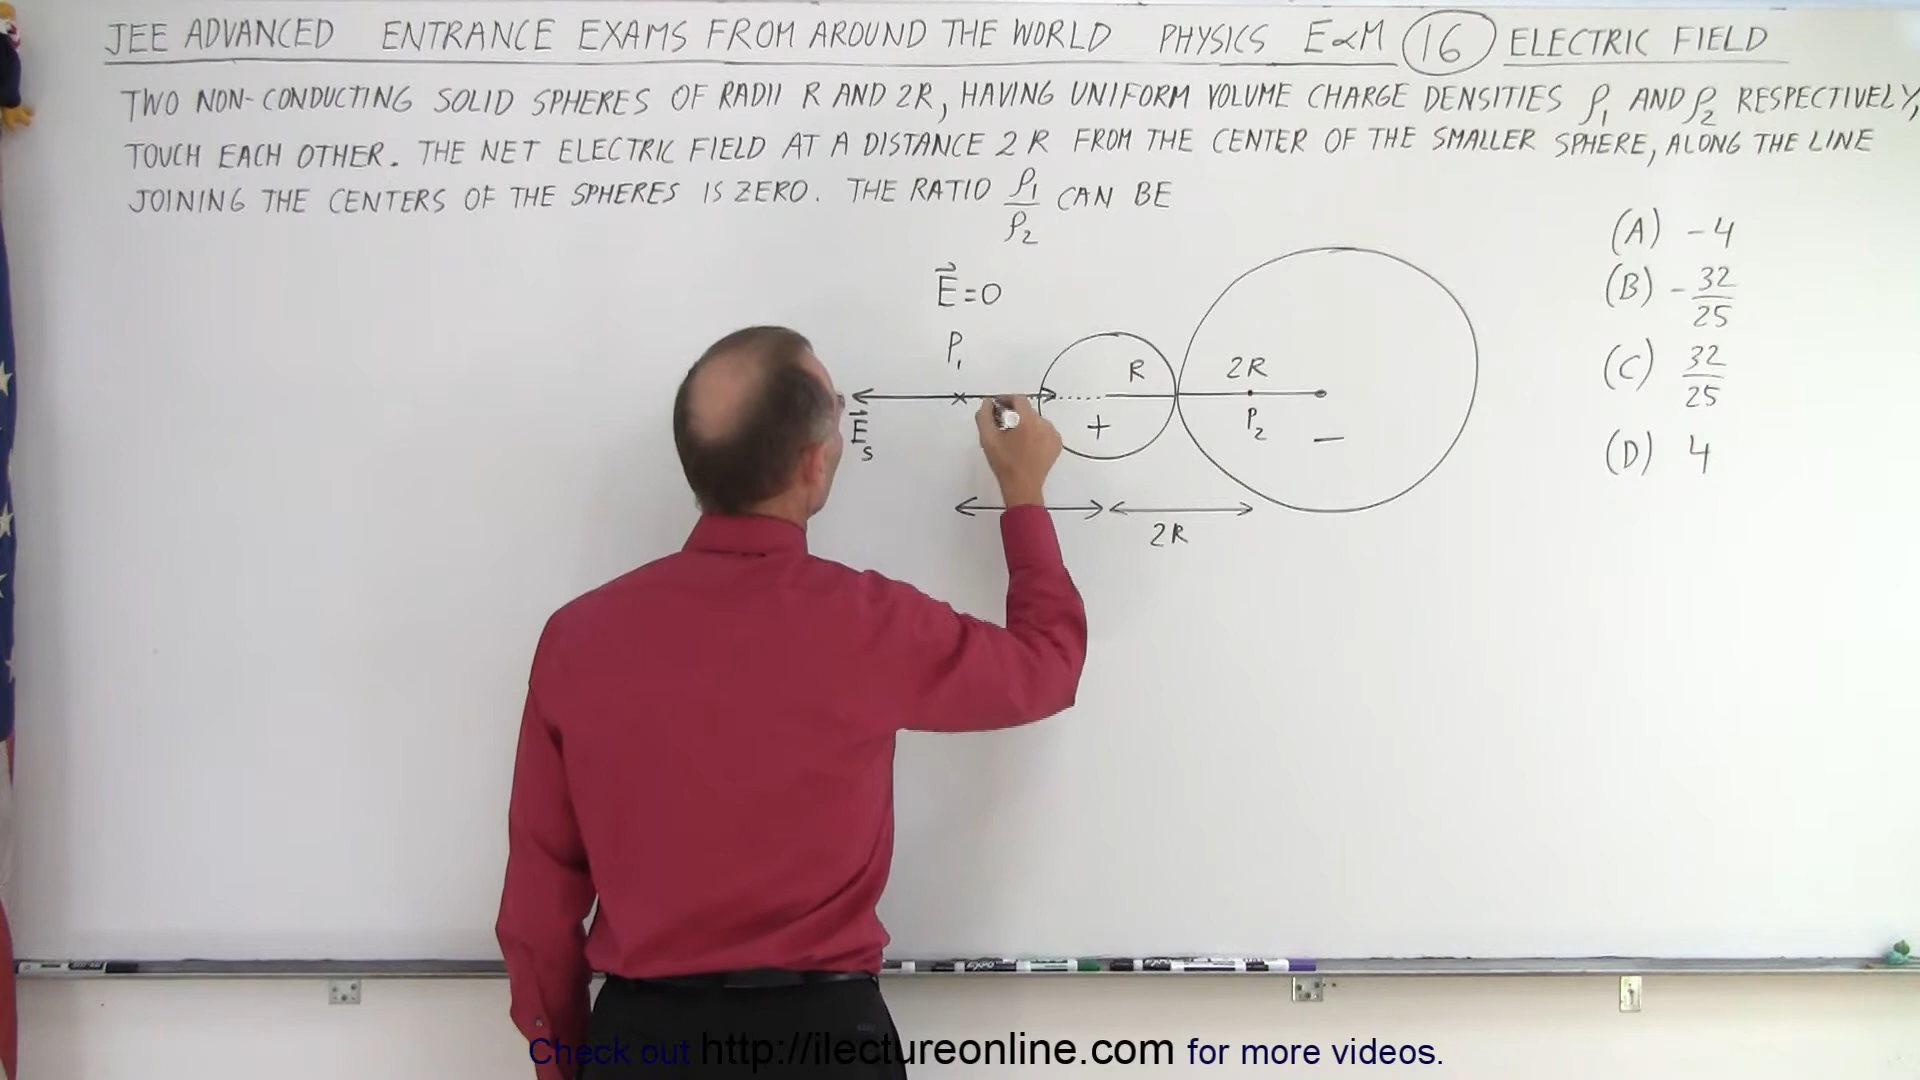 JEE ADVANCED ENTRANCE EXAMS FROM AROUND THE WORLD PHYSICS E∝M 16 ELECTRIC FIELD
TWO NON-CONDUCTING SOLID SPHERES OF RADII R AND 2R, HAVING UNIFORM VOLUME CHARGE DENSITIES ρ₁ AND ρ₂ RESPECTIVELY,
TOUCH EACH OTHER. THE NET ELECTRIC FIELD AT A DISTANCE 2R FROM THE CENTER OF THE SMALLER SPHERE, ALONG THE LINE
JOINING THE CENTERS OF THE SPHERES IS ZERO. THE RATIO ρ₁/ρ₂ CAN BE
(A) -4
(B) -32/25
(C) 32/25
(D) 4
E⃗=0
P₁
R
2R
E⃗s
+
P₂
−
2R
EXPO
Check out http://ilectureonline.com for more videos.